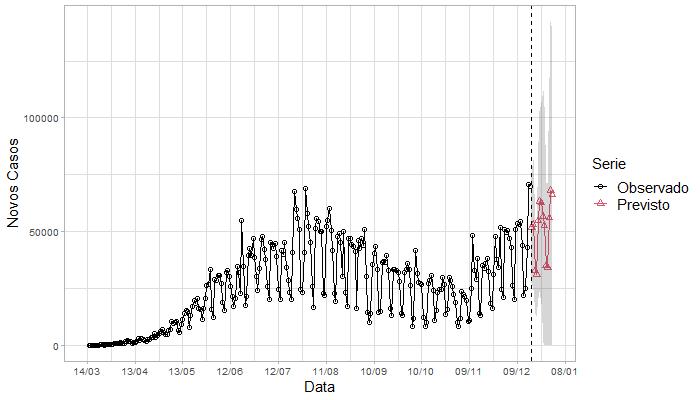 Novos Casos
100000
50000
0
14/03 13/04 13/05 12/06 12/07 11/08 10/09 10/10 09/11 09/12 08/01
Data
Serie
Observado
Previsto